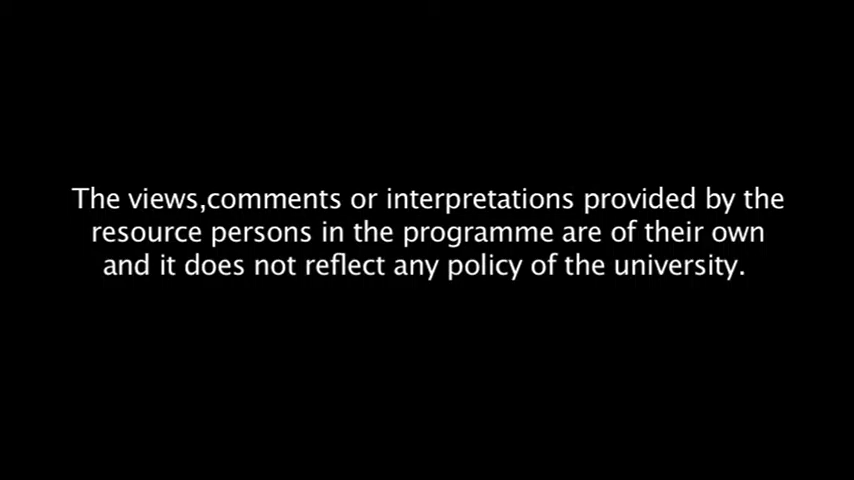 The views,comments or interpretations provided by the
resource persons in the programme are of their own
and it does not reflect any policy of the university.